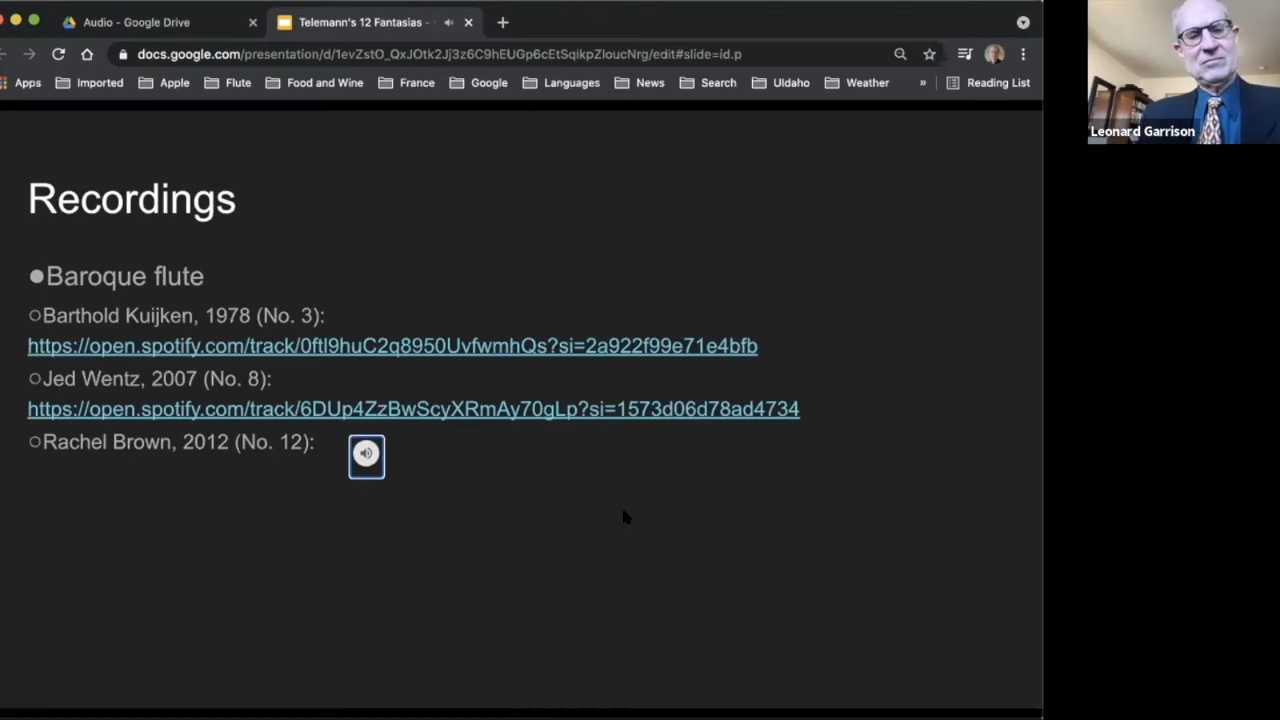 Audio - Google Drive
Telemann's 12 Fantasias -
docs.google.com/presentation/d/1evZstO_QxJOtk2Jj3z6C9hEUGp6cEtSqikpZIoucNrg/edit#slide=id.p
Apps Imported Apple Flute Food and Wine France Google Languages News Search UIdaho Weather » Reading List
Leonard Garrison
Recordings
●Baroque flute
○Barthold Kuijken, 1978 (No. 3):
https://open.spotify.com/track/0ftl9huC2q8950UvfwmhQs?si=2a922f99e71e4bfb
○Jed Wentz, 2007 (No. 8):
https://open.spotify.com/track/6DUp4ZzBwScyXRmAy70gLp?si=1573d06d78ad4734
○Rachel Brown, 2012 (No. 12):